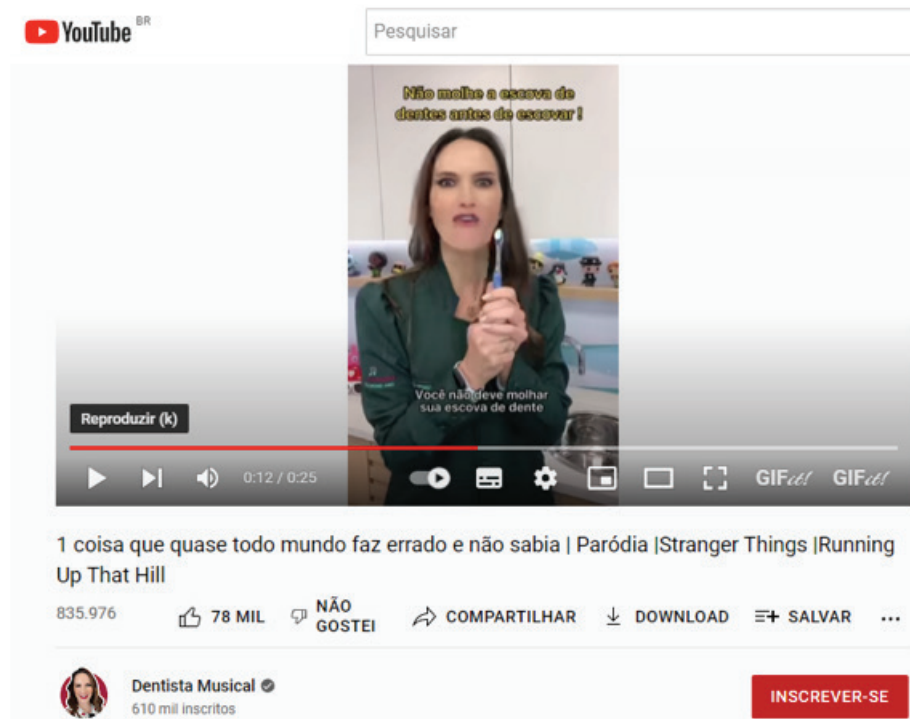 YouTube BR
Pesquisar
Não molhe a escova de
dentes antes de escovar !
Você não deve molhar
sua escova de dente
Reproduzir (k)
0:12 / 0:25
GIFit! GIFit!
1 coisa que quase todo mundo faz errado e não sabia | Paródia |Stranger Things |Running
Up That Hill
835.976 78 MIL NÃO GOSTEI COMPARTILHAR DOWNLOAD SALVAR ...
Dentista Musical
610 mil inscritos
INSCREVER-SE